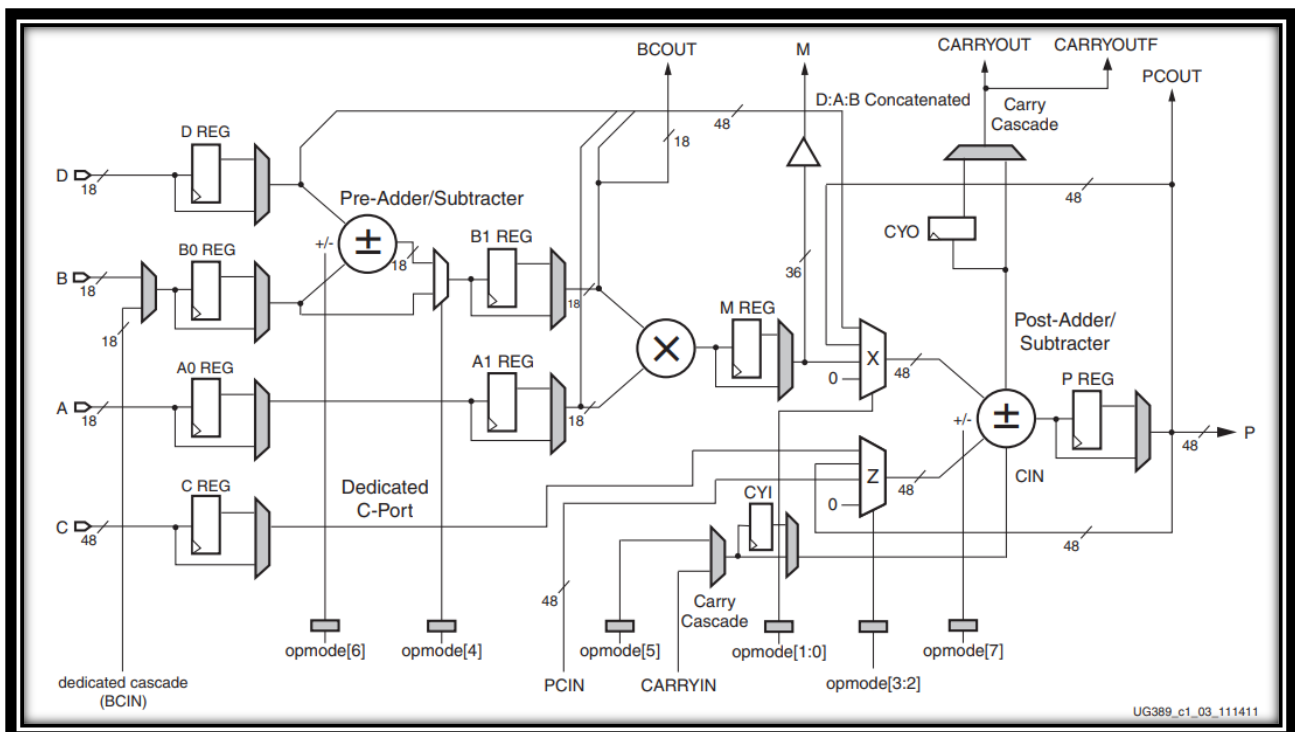 BCOUT
M
CARRYOUT
CARRYOUTF
PCOUT
D:A:B Concatenated
Carry
Cascade
48
18
D REG
D
18
Pre-Adder/Subtracter
+/-
±
18
B0 REG
B
18
18
B1 REG
18
48
CYO
36
M REG
×
Post-Adder/
Subtracter
X
0
48
P REG
A0 REG
A
18
A1 REG
18
+/-
±
48
P
CIN
C REG
C
48
Dedicated
C-Port
Z
0
48
CYI
48
48
Carry
Cascade
opmode[6]
opmode[4]
opmode[5]
opmode[1:0]
opmode[7]
PCIN
CARRYIN
opmode[3:2]
dedicated cascade
(BCIN)
UG389_c1_03_111411